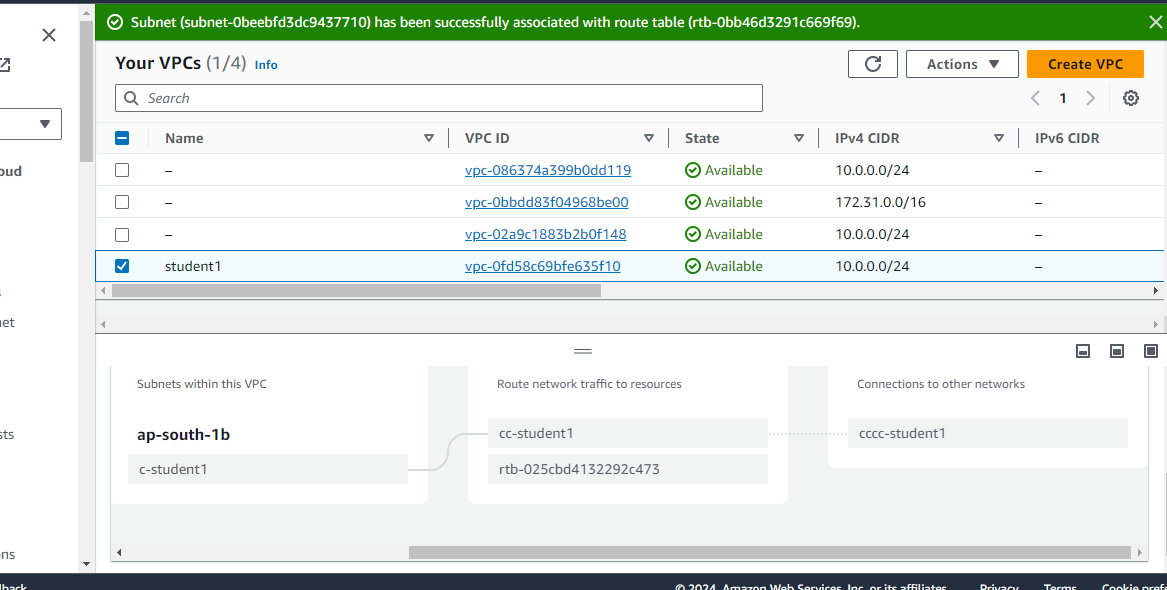 Subnet (subnet-0beebfd3dc9437710) has been successfully associated with route table (rtb-0bb46d3291c669f69).
Your VPCs (1/4) Info
Actions
Create VPC
Search
1
oud
Name VPC ID State IPv4 CIDR IPv6 CIDR
– vpc-086374a399b0dd119 Available 10.0.0.0/24 –
– vpc-0bbdd83f04968be00 Available 172.31.0.0/16 –
– vpc-02a9c1883b2b0f148 Available 10.0.0.0/24 –
student1 vpc-0fd58c69bfe635f10 Available 10.0.0.0/24 –
s
net
Subnets within this VPC
Route network traffic to resources
Connections to other networks
sts
ap-south-1b
cc-student1
cccc-student1
c-student1
rtb-025cbd4132292c473
ons
dback
© 2024, Amazon Web Services, Inc. or its affiliates. Privacy Terms Cookie prefe